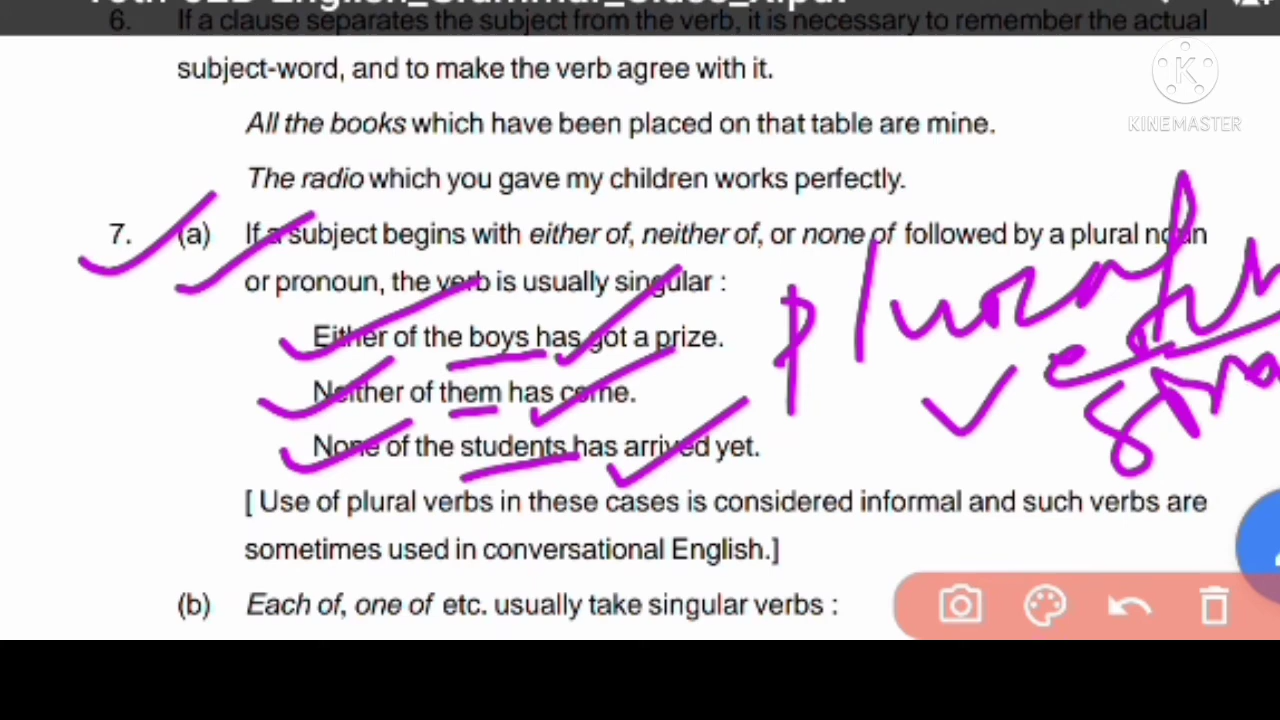 6. If a clause separates the subject from the verb, it is necessary to remember the actual
subject-word, and to make the verb agree with it.
KINEMASTER
All the books which have been placed on that table are mine.
The radio which you gave my children works perfectly.
7. (a) If a subject begins with either of, neither of, or none of followed by a plural noun
or pronoun, the verb is usually singular :
Either of the boys has got a prize.
Neither of them has come.
None of the students has arrived yet.
[ Use of plural verbs in these cases is considered informal and such verbs are
sometimes used in conversational English.]
(b) Each of, one of etc. usually take singular verbs :